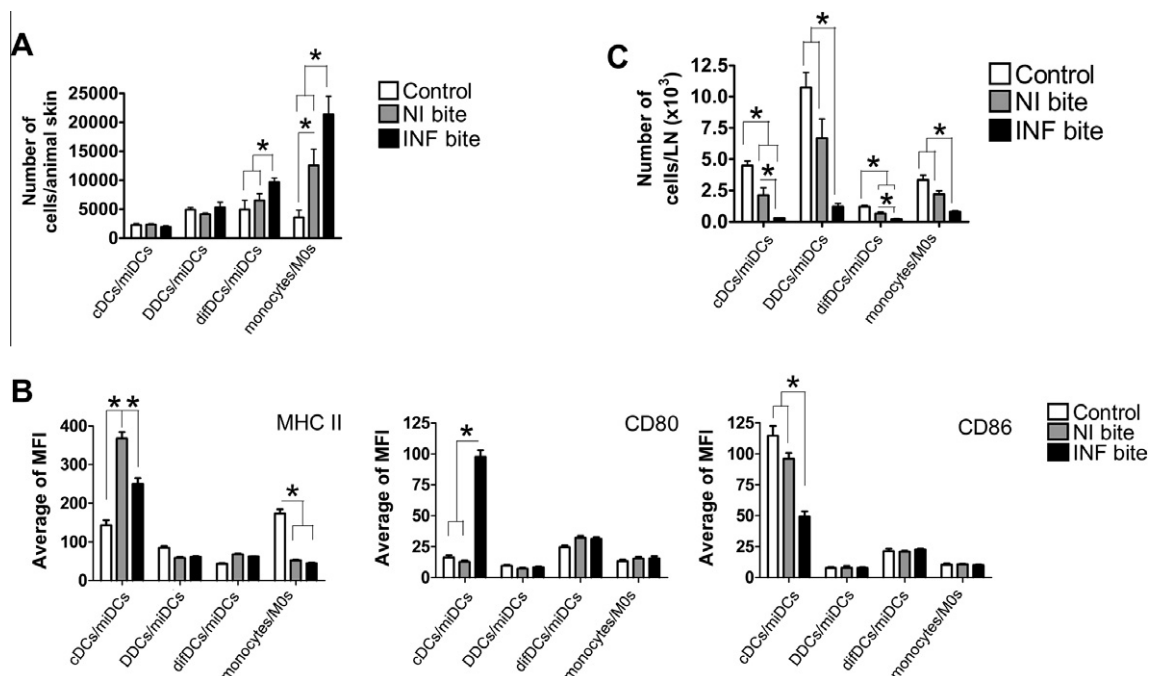 A
Number of
cells/animal skin
25000
20000
15000
10000
5000
0
* * *
*
cDCs/miDCs
DDCs/miDCs
difDCs/miDCs
monocytes/M0s
Control
NI bite
INF bite
C
Number of
cells/LN (x10³)
12.5
10.0
7.5
5.0
2.5
0.0
* * * *
* *
cDCs/miDCs
DDCs/miDCs
difDCs/miDCs
monocytes/M0s
Control
NI bite
INF bite
B
Average of MFI
400
300
200
100
0
* *
*
MHC II
cDCs/miDCs
DDCs/miDCs
difDCs/miDCs
monocytes/M0s
Average of MFI
125
100
75
50
25
0
*
CD80
cDCs/miDCs
DDCs/miDCs
difDCs/miDCs
monocytes/M0s
Average of MFI
125
100
75
50
25
0
*
CD86
cDCs/miDCs
DDCs/miDCs
difDCs/miDCs
monocytes/M0s
Control
NI bite
INF bite